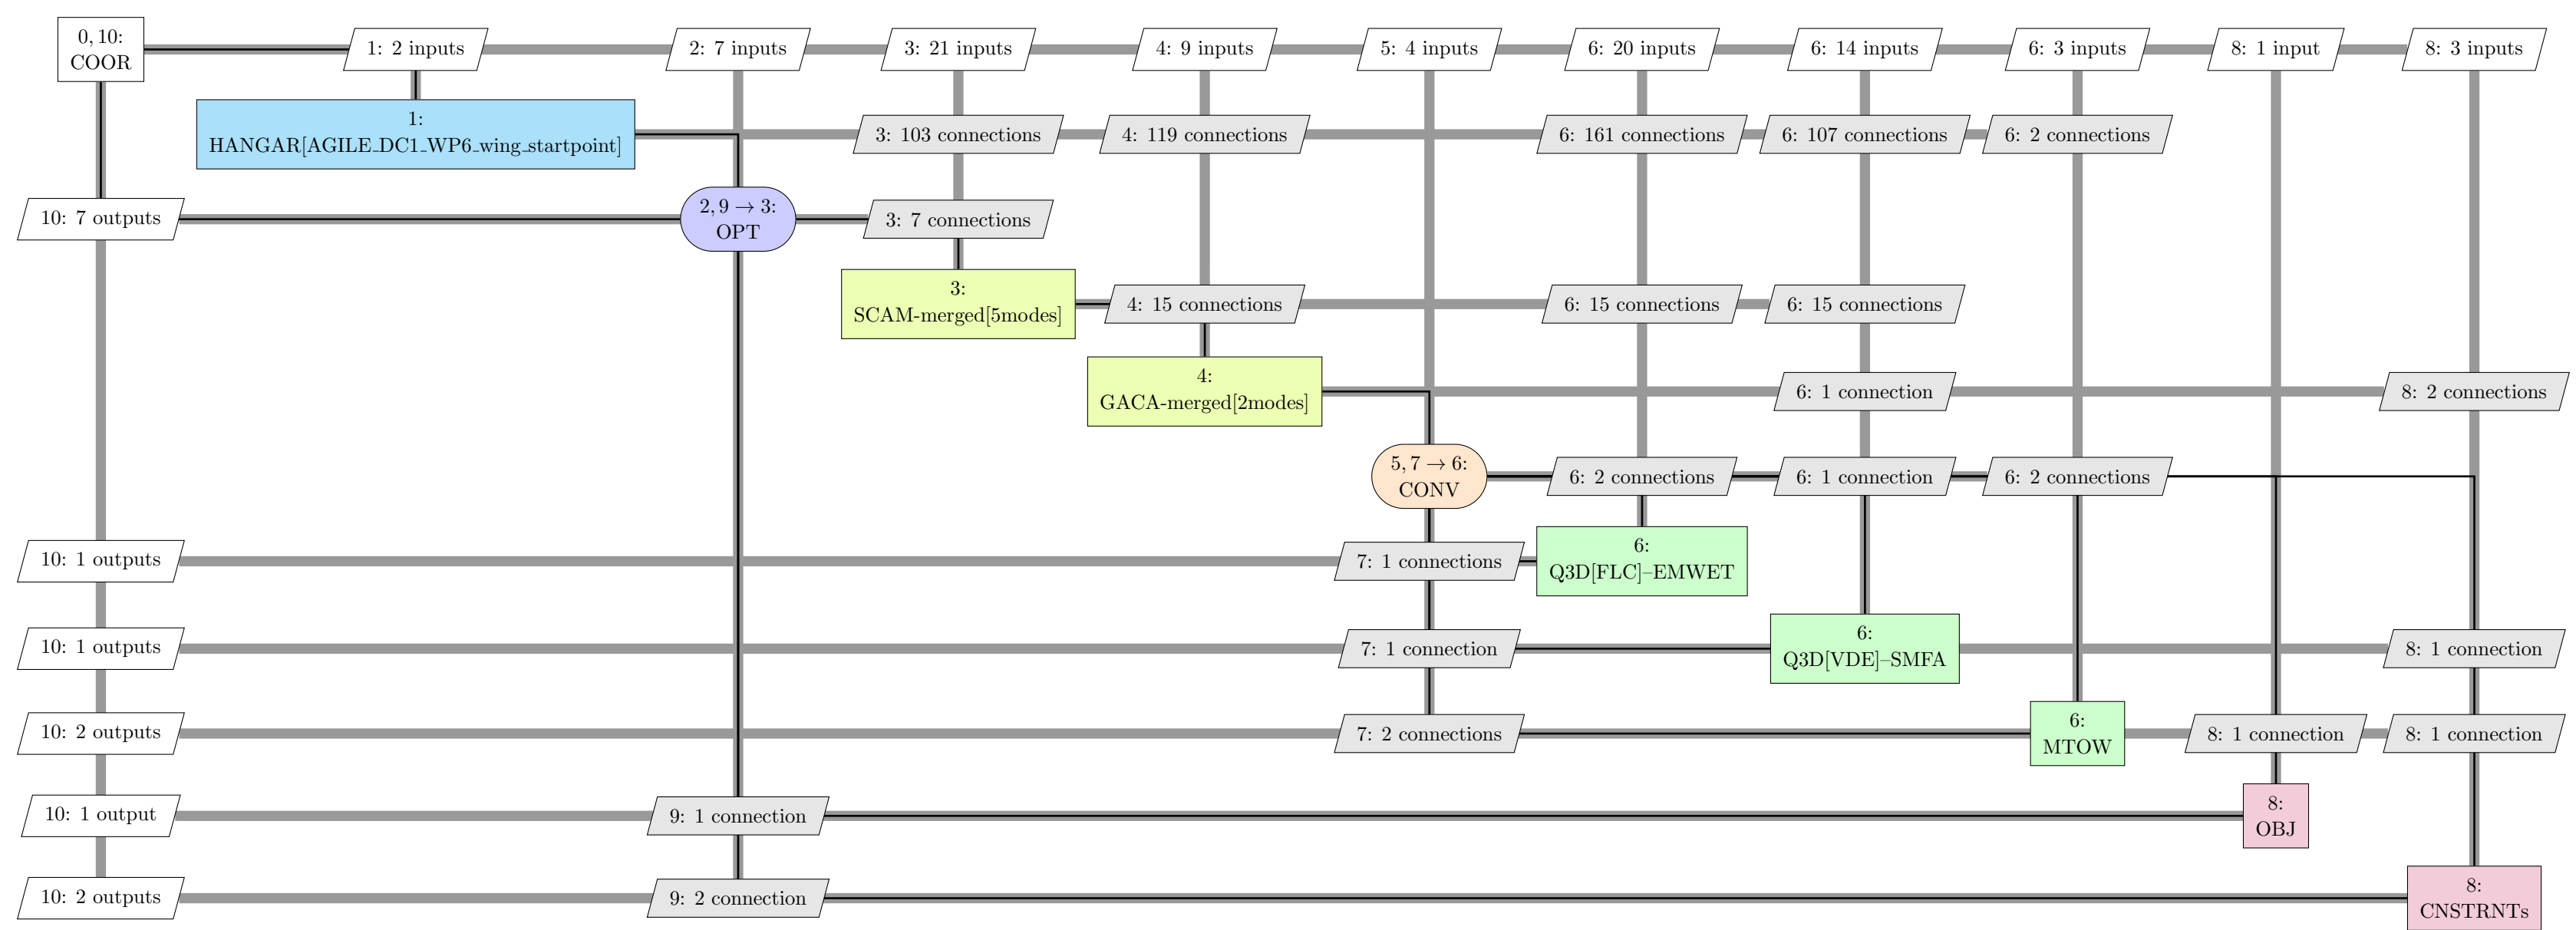 0, 10:
COOR
1: 2 inputs
2: 7 inputs
3: 21 inputs
4: 9 inputs
5: 4 inputs
6: 20 inputs
6: 14 inputs
6: 3 inputs
8: 1 input
8: 3 inputs
1:
HANGAR[AGILE_DC1_WP6_wing_startpoint]
3: 103 connections
4: 119 connections
6: 161 connections
6: 107 connections
6: 2 connections
10: 7 outputs
2, 9 → 3:
OPT
3: 7 connections
3:
SCAM-merged[5modes]
4: 15 connections
6: 15 connections
6: 15 connections
4:
GACA-merged[2modes]
6: 1 connection
8: 2 connections
5, 7 → 6:
CONV
6: 2 connections
6: 1 connection
6: 2 connections
10: 1 outputs
7: 1 connections
6:
Q3D[FLC]–EMWET
10: 1 outputs
7: 1 connection
6:
Q3D[VDE]–SMFA
8: 1 connection
10: 2 outputs
7: 2 connections
6:
MTOW
8: 1 connection
8: 1 connection
10: 1 output
9: 1 connection
8:
OBJ
10: 2 outputs
9: 2 connection
8:
CNSTRNTs